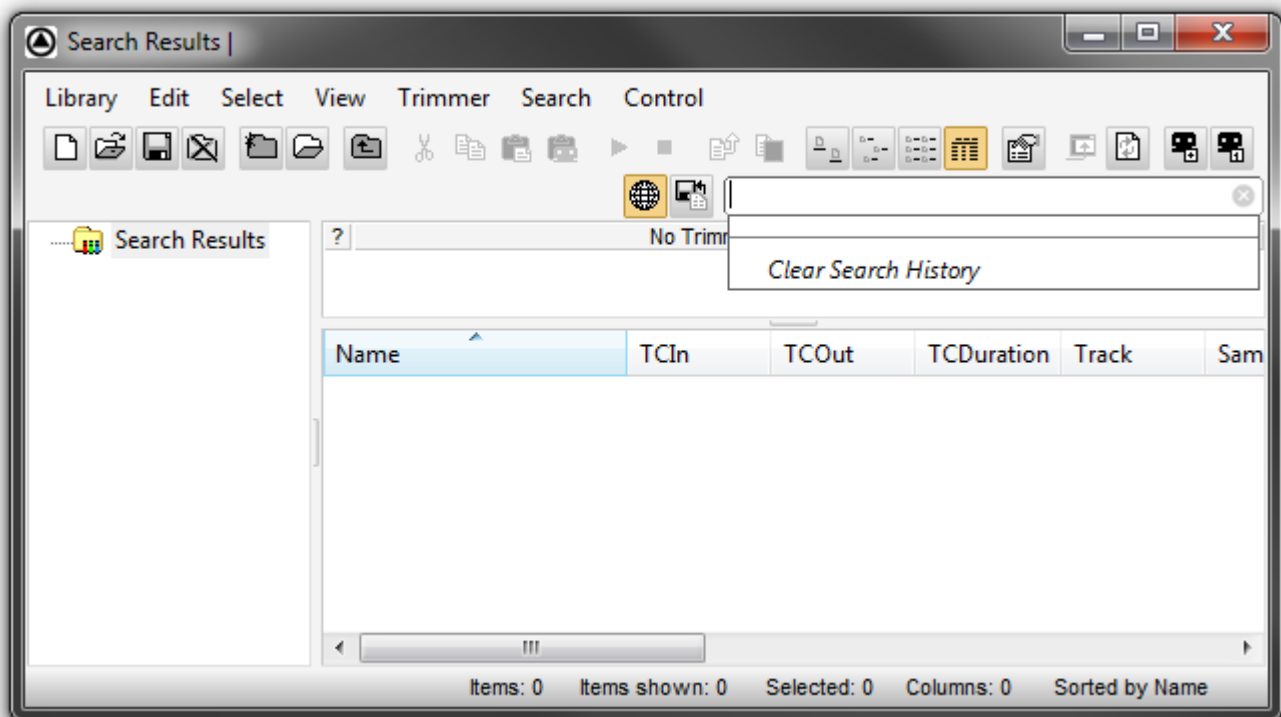 Search Results |
Library Edit Select View Trimmer Search Control
Search Results
? No Trimm
Clear Search History
Name TCIn TCOut TCDuration Track Sam
Items: 0 Items shown: 0 Selected: 0 Columns: 0 Sorted by Name